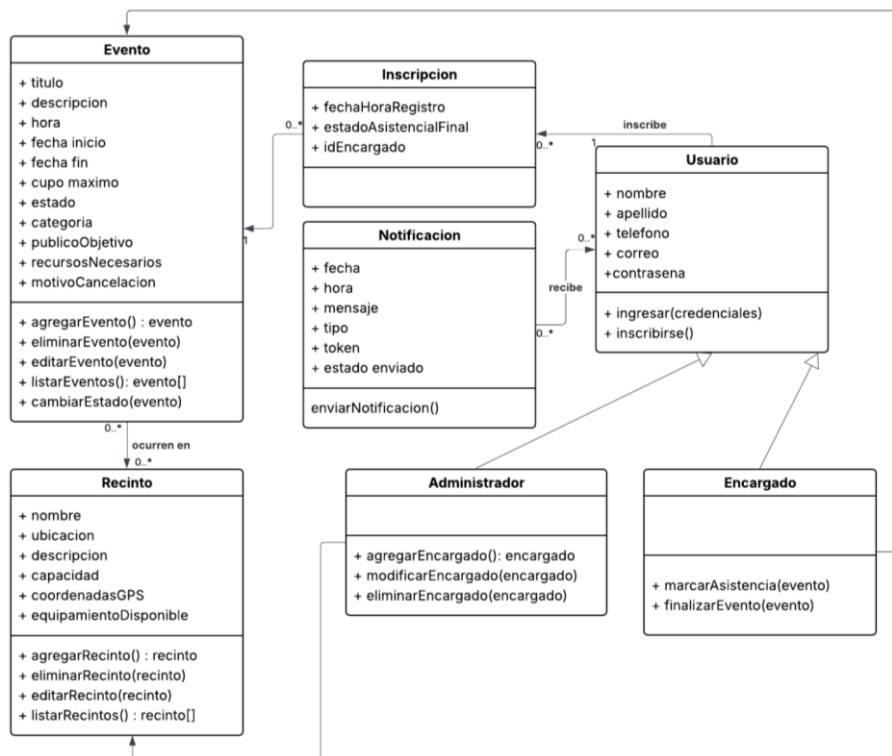 Evento
+ titulo
+ descripcion
+ hora
+ fecha inicio
+ fecha fin
+ cupo maximo
+ estado
+ categoria
+ publicoObjetivo
+ recursosNecesarios
+ motivoCancelacion
+ agregarEvento() : evento
+ eliminarEvento(evento)
+ editarEvento(evento)
+ listarEventos(): evento[]
+ cambiarEstado(evento)
0..*
1
Inscripcion
+ fechaHoraRegistro
+ estadoAsistencialFinal
+ idEncargado
inscribe
0..*
1
Notificacion
+ fecha
+ hora
+ mensaje
+ tipo
+ token
+ estado enviado
enviarNotificacion()
0..*
recibe
0..*
Usuario
+ nombre
+ apellido
+ telefono
+ correo
+contrasena
+ ingresar(credenciales)
+ inscribirse()
0..*
ocurren en
0..*
Recinto
+ nombre
+ ubicacion
+ descripcion
+ capacidad
+ coordenadasGPS
+ equipamientoDisponible
+ agregarRecinto() : recinto
+ eliminarRecinto(recinto)
+ editarRecinto(recinto)
+ listarRecintos() : recinto[]
Administrador
+ agregarEncargado(): encargado
+ modificarEncargado(encargado)
+ eliminarEncargado(encargado)
Encargado
+ marcarAsistencia(evento)
+ finalizarEvento(evento)